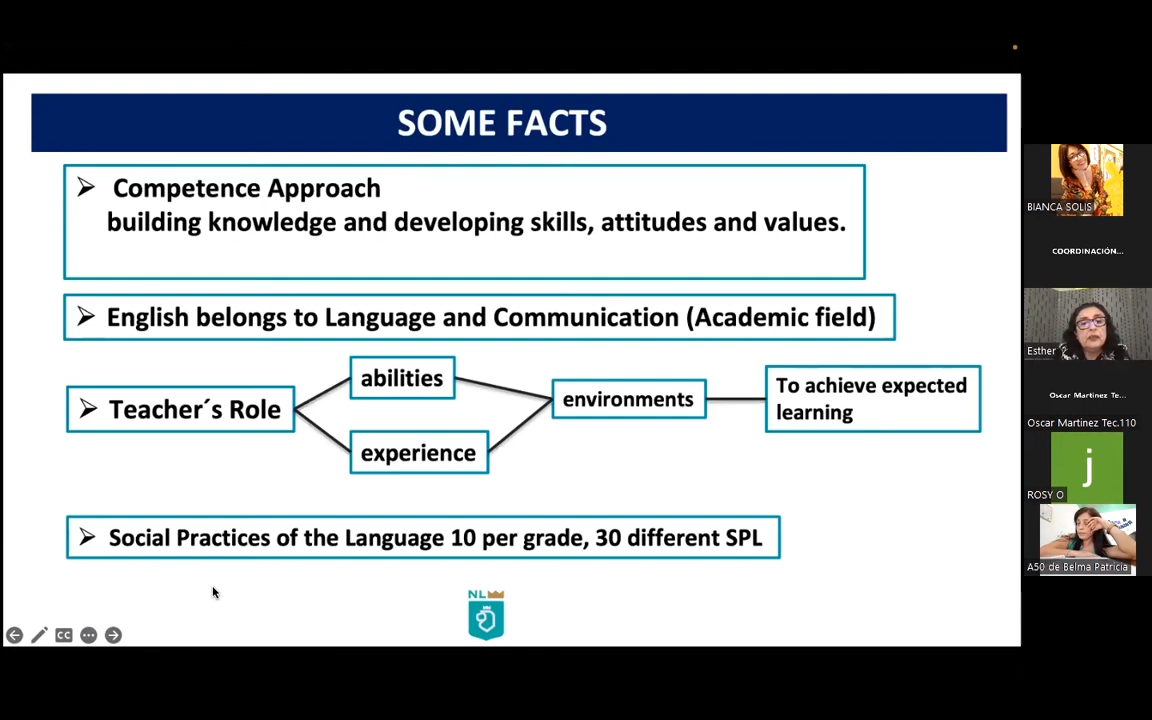 SOME FACTS
➢ Competence Approach
building knowledge and developing skills, attitudes and values.
➢ English belongs to Language and Communication (Academic field)
➢ Teacher´s Role
abilities
experience
environments
To achieve expected
learning
➢ Social Practices of the Language 10 per grade, 30 different SPL
NL
CC
BIANCA SOLIS
COORDINACIÓN...
Esther
Oscar Martinez Te...
Oscar Martinez Tec.110
j
ROSY O
A50 de Belma Patricia